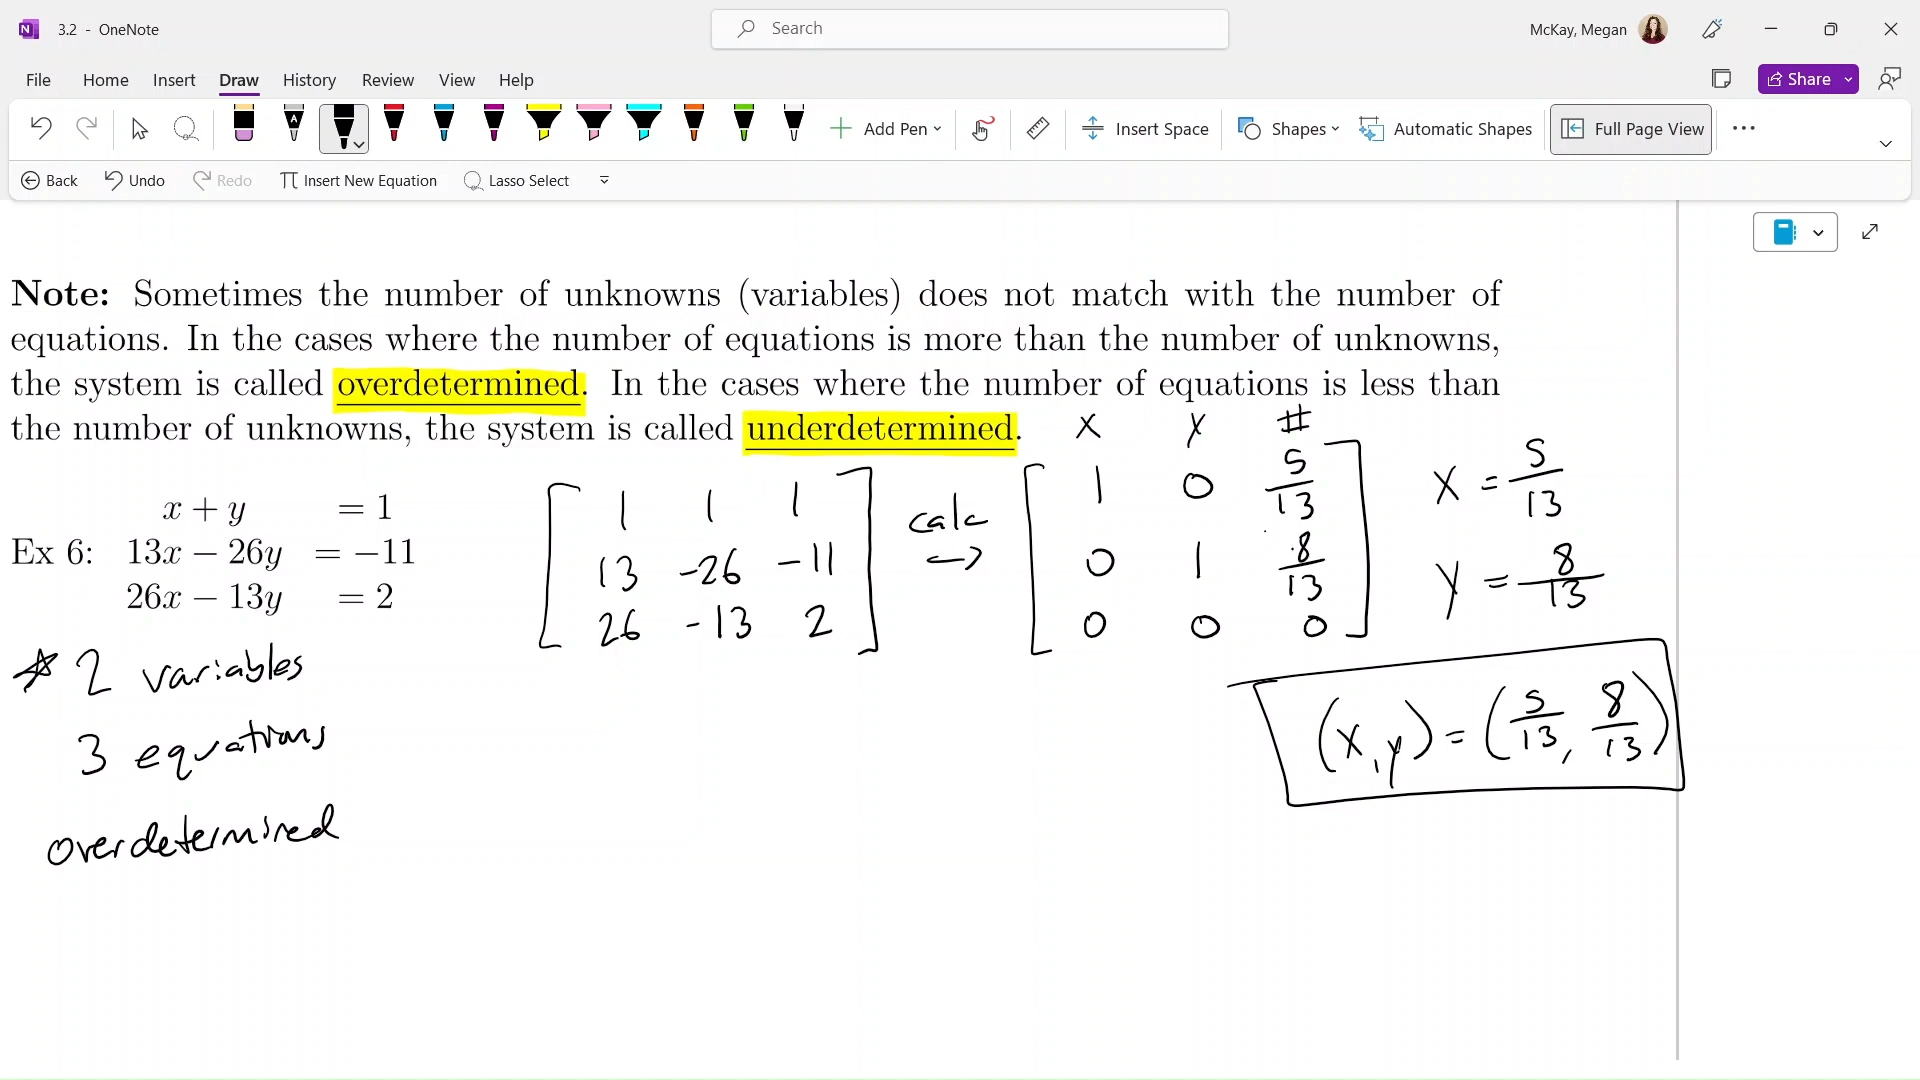 3.2 - OneNote
Search
McKay, Megan
File Home Insert Draw History Review View Help
Share
A
Add Pen
Insert Space
Shapes
Automatic Shapes
Full Page View
Back Undo Redo Insert New Equation Lasso Select
Note: Sometimes the number of unknowns (variables) does not match with the number of
equations. In the cases where the number of equations is more than the number of unknowns,
the system is called overdetermined. In the cases where the number of equations is less than
the number of unknowns, the system is called underdetermined.
x + y = 1
Ex 6: 13x − 26y = −11
26x − 13y = 2
1 1 1
13 -26 -11
26 -13 2
calc
x y #
1 0 5/13
0 1 8/13
0 0 0
x = 5/13
y = 8/13
(x,y) = (5/13, 8/13)
2 variables
3 equations
overdetermined